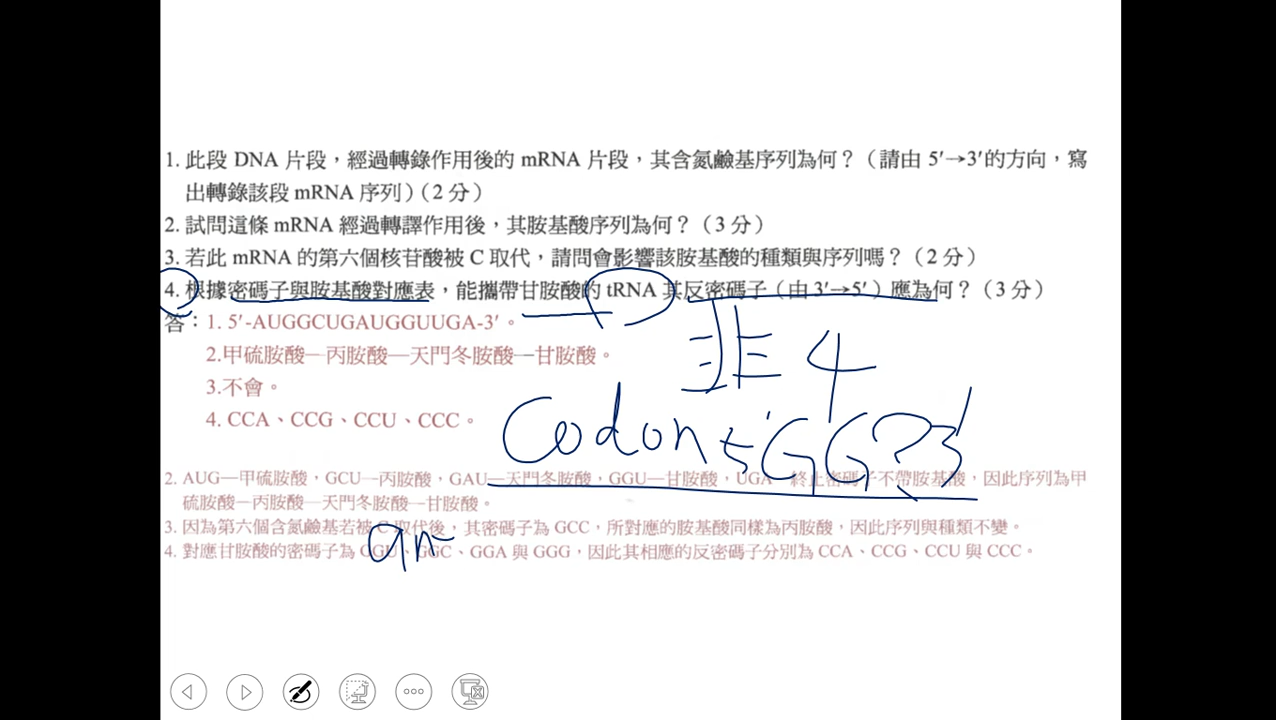 1. 此段 DNA 片段，經過轉錄作用後的 mRNA 片段，其含氮鹼基序列為何？（請由 5′→3′的方向，寫
出轉錄該段 mRNA 序列）（2 分）
2. 試問這條 mRNA 經過轉譯作用後，其胺基酸序列為何？（3 分）
3. 若此 mRNA 的第六個核苷酸被 C 取代，請問會影響該胺基酸的種類與序列嗎？（2 分）
4. 根據密碼子與胺基酸對應表，能攜帶甘胺酸的 tRNA 其反密碼子（由 3′→5′）應為何？（3 分）
答：1. 5′-AUGGCUGAUGGUUGA-3′。
2.甲硫胺酸—丙胺酸—天門冬胺酸—甘胺酸。
非 4
3.不會。
4. CCA、CCG、CCU、CCC。
Codon 5'GG?3'
2. AUG—甲硫胺酸，GCU—丙胺酸，GAU—天門冬胺酸，GGU—甘胺酸，UGA—終止密碼子不帶胺基酸，因此序列為甲
硫胺酸—丙胺酸—天門冬胺酸—甘胺酸。
3. 因為第六個含氮鹼基若被 C 取代後，其密碼子為 GCC，所對應的胺基酸同樣為丙胺酸，因此序列與種類不變。
an
4. 對應甘胺酸的密碼子為 GGU、GGC、GGA 與 GGG，因此其相應的反密碼子分別為 CCA、CCG、CCU 與 CCC。